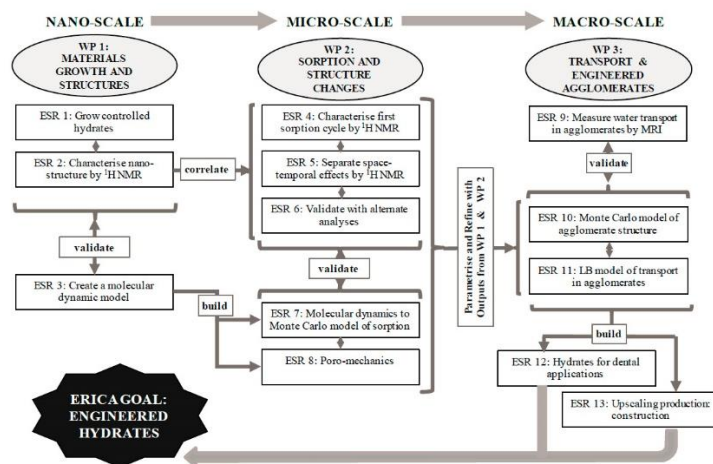 NANO-SCALE
MICRO-SCALE
MACRO-SCALE
WP 1:
MATERIALS
GROWTH AND
STRUCTURES
ESR 1: Grow controlled
hydrates
ESR 2: Characterise nano-
structure by ¹H NMR
validate
ESR 3: Create a molecular
dynamic model
correlate
build
WP 2:
SORPTION AND
STRUCTURE
CHANGES
ESR 4: Characterise first
sorption cycle by ¹H NMR
ESR 5: Separate space-
temporal effects by ¹H NMR
ESR 6: Validate with alternate
analyses
validate
ESR 7: Molecular dynamics to
Monte Carlo model of sorption
ESR 8: Poro-mechanics
Parametrise and Refine with
Outputs from WP 1 & WP 2
WP 3:
TRANSPORT &
ENGINEERED
AGGLOMERATES
ESR 9: Measure water transport
in agglomerates by MRI
validate
ESR 10: Monte Carlo model of
agglomerate structure
ESR 11: LB model of transport
in agglomerates
build
ESR 12: Hydrates for dental
applications
ESR 13: Upscaling production:
construction
ERICA GOAL:
ENGINEERED
HYDRATES